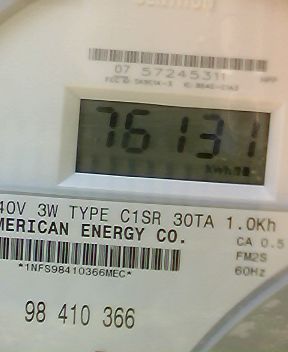 07 57245311
76131
kwh
40V 3W TYPE C1SR 30TA 1.0Kh
MERICAN ENERGY CO.
CA 0.5
FM2S
60Hz
*1NFS98410366MEC*
98 410 366